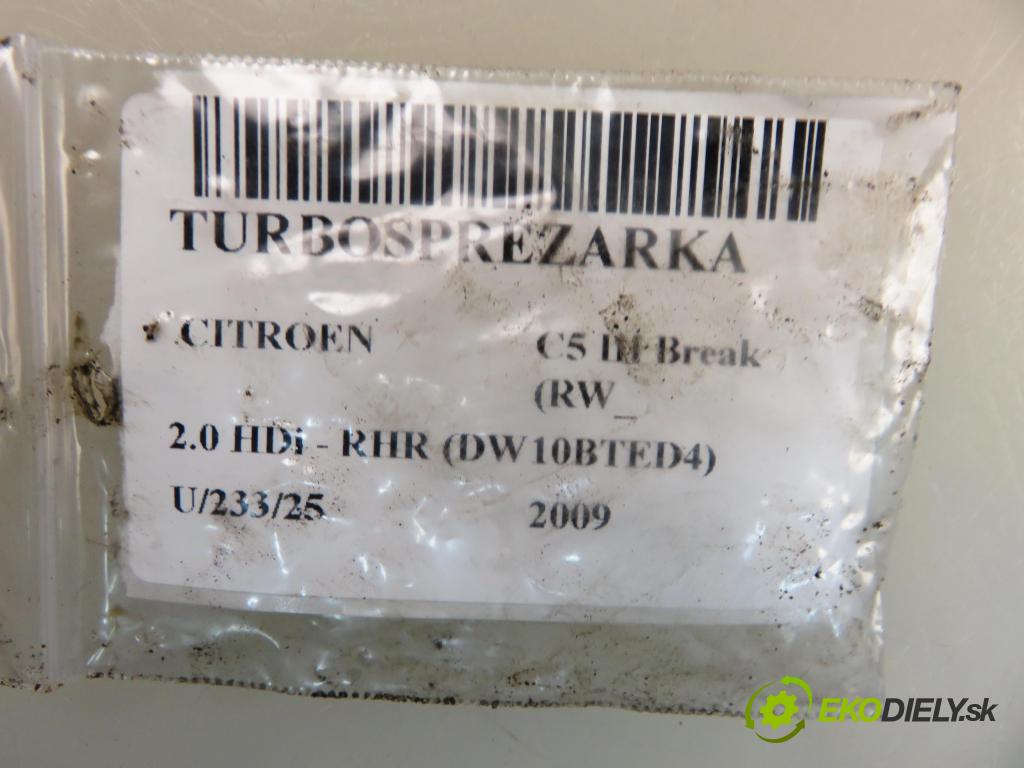 TURBOSPREZARKA
CITROEN C5 III Break
(RW_
2.0 HDi - RHR (DW10BTED4)
U/233/25 2009
EKODIELY.sk